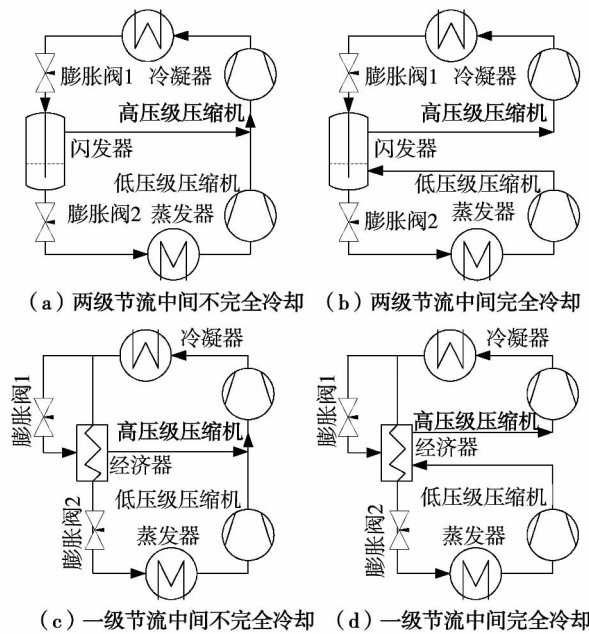 膨胀阀1 冷凝器 膨胀阀1 冷凝器
高压级压缩机 高压级压缩机
闪发器 闪发器
低压级压缩机 低压级压缩机
膨胀阀2 蒸发器 膨胀阀2 蒸发器
(a)两级节流中间不完全冷却 (b)两级节流中间完全冷却
膨胀阀1 冷凝器 膨胀阀1 冷凝器
高压级压缩机 高压级压缩机
经济器 经济器
膨胀阀2 低压级压缩机 膨胀阀2 低压级压缩机
蒸发器 蒸发器
(c)一级节流中间不完全冷却 (d)一级节流中间完全冷却